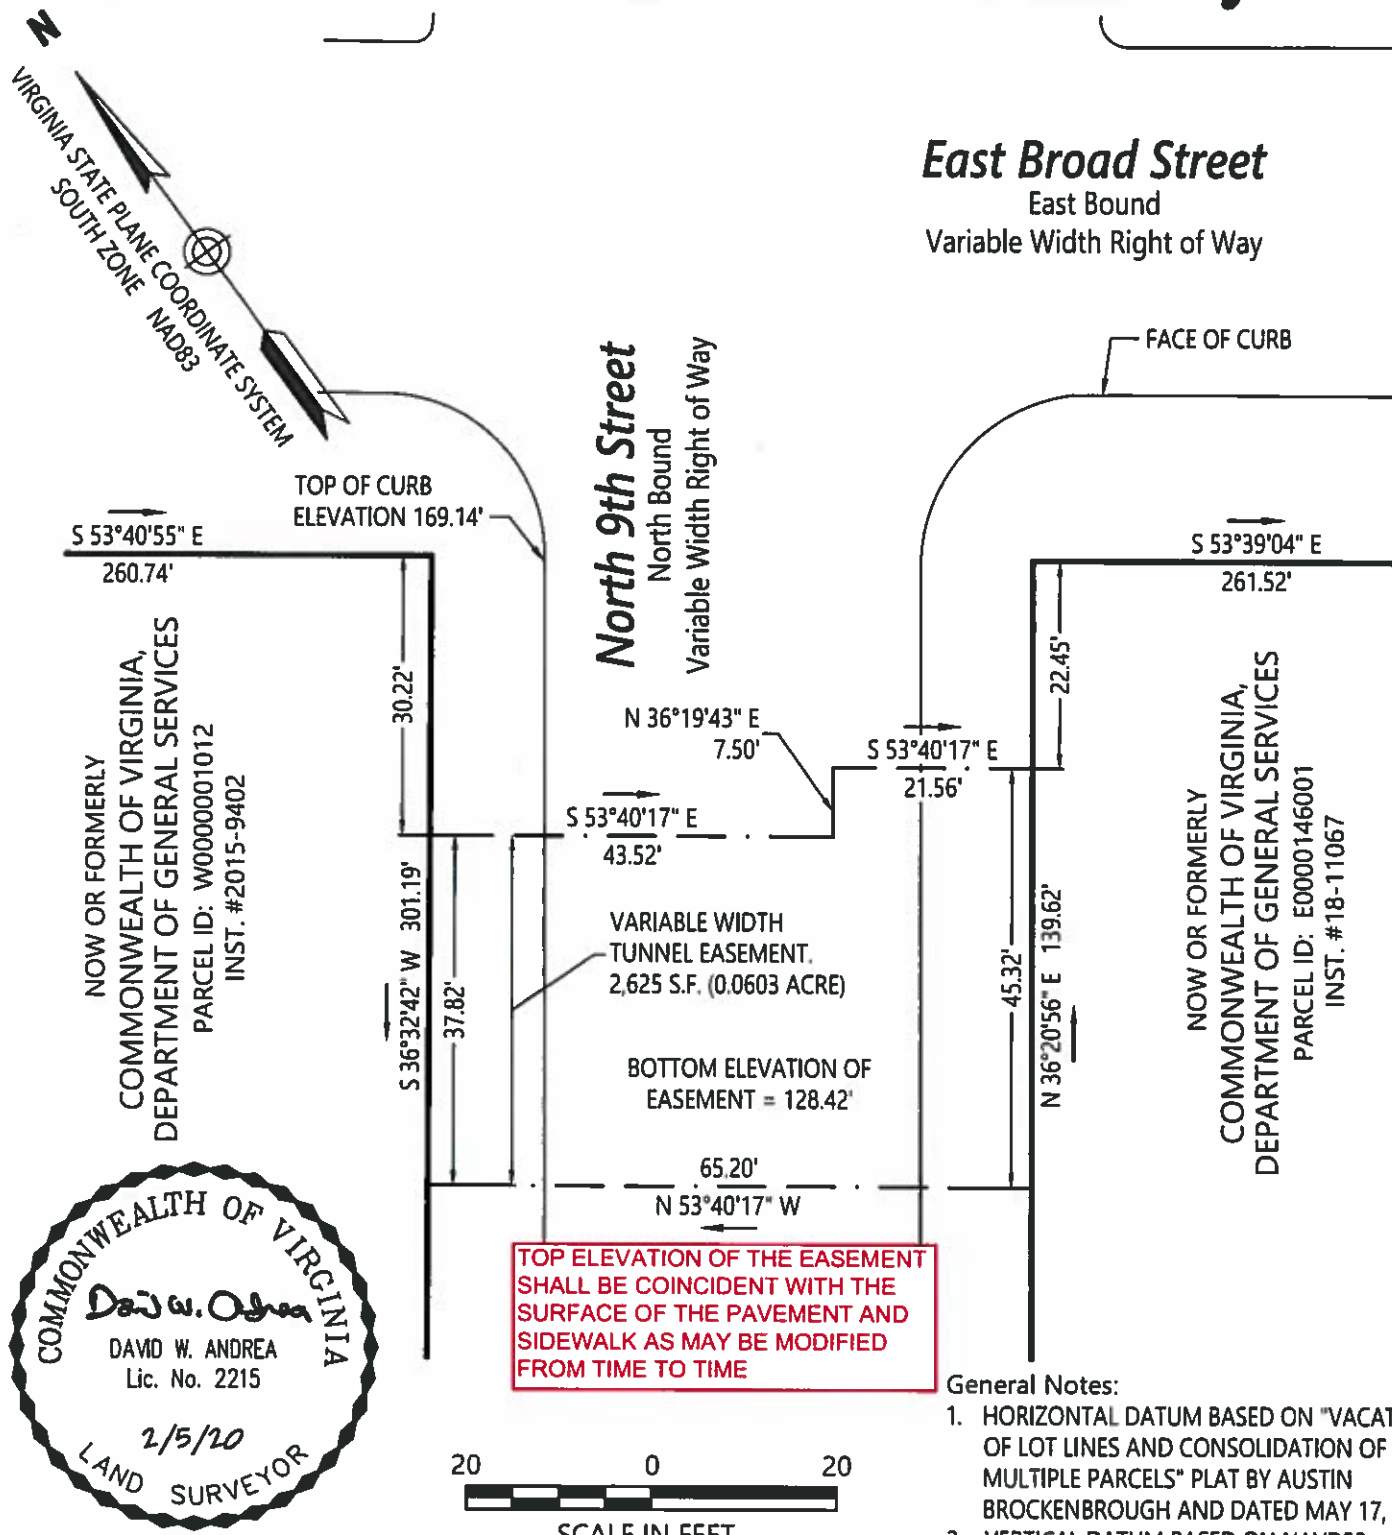 N
VIRGINIA STATE PLANE COORDINATE SYSTEM
SOUTH ZONE NAD83
East Broad Street
East Bound
Variable Width Right of Way
FACE OF CURB
North 9th Street
North Bound
Variable Width Right of Way
TOP OF CURB
ELEVATION 169.14'
S 53°40'55" E
260.74'
S 53°39'04" E
261.52'
30.22'
22.45'
N 36°19'43" E
7.50'
S 53°40'17" E
21.56'
S 53°40'17" E
43.52'
NOW OR FORMERLY
COMMONWEALTH OF VIRGINIA,
DEPARTMENT OF GENERAL SERVICES
PARCEL ID: W0000001012
INST. #2015-9402
S 36°32'42" W 301.19'
37.82'
VARIABLE WIDTH
TUNNEL EASEMENT.
2,625 S.F. (0.0603 ACRE)
BOTTOM ELEVATION OF
EASEMENT = 128.42'
45.32'
N 36°20'56" E 139.62'
NOW OR FORMERLY
COMMONWEALTH OF VIRGINIA,
DEPARTMENT OF GENERAL SERVICES
PARCEL ID: E0000146001
INST. #18-11067
65.20'
N 53°40'17" W
TOP ELEVATION OF THE EASEMENT
SHALL BE COINCIDENT WITH THE
SURFACE OF THE PAVEMENT AND
SIDEWALK AS MAY BE MODIFIED
FROM TIME TO TIME
COMMONWEALTH OF VIRGINIA
David W. Andrea
DAVID W. ANDREA
Lic. No. 2215
2/5/20
LAND SURVEYOR
20 0 20
SCALE IN FEET
General Notes:
1. HORIZONTAL DATUM BASED ON "VACAT
OF LOT LINES AND CONSOLIDATION OF
MULTIPLE PARCELS" PLAT BY AUSTIN
BROCKENBROUGH AND DATED MAY 17,